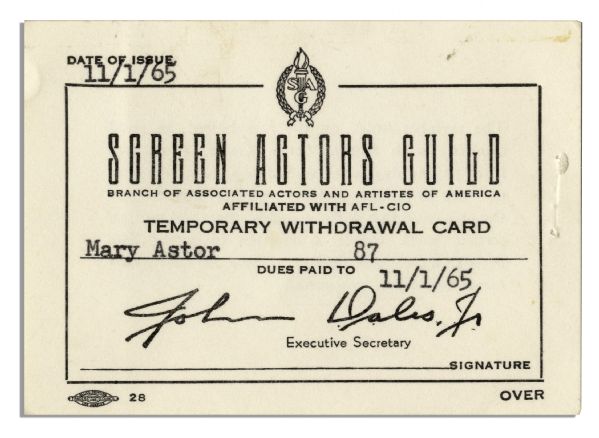 DATE OF ISSUE
11/1/65
SAG
SCREEN ACTORS GUILD
BRANCH OF ASSOCIATED ACTORS AND ARTISTES OF AMERICA
AFFILIATED WITH AFL-CIO
TEMPORARY WITHDRAWAL CARD
Mary Astor 87
DUES PAID TO 11/1/65
John Dales, Jr
Executive Secretary
SIGNATURE
28 OVER